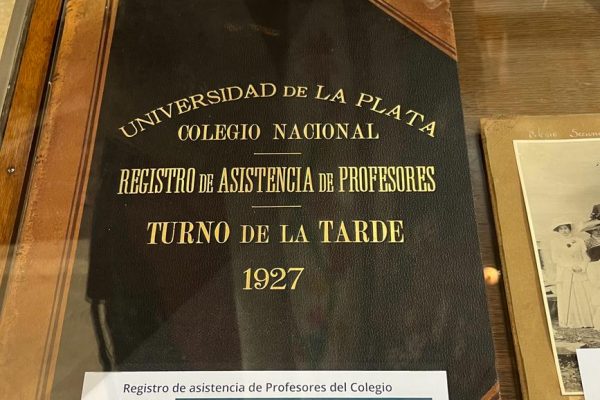 UNIVERSIDAD DE LA PLATA
COLEGIO NACIONAL
REGISTRO DE ASISTENCIA DE PROFESORES
TURNO DE LA TARDE
1927
Registro de asistencia de Profesores del Colegio